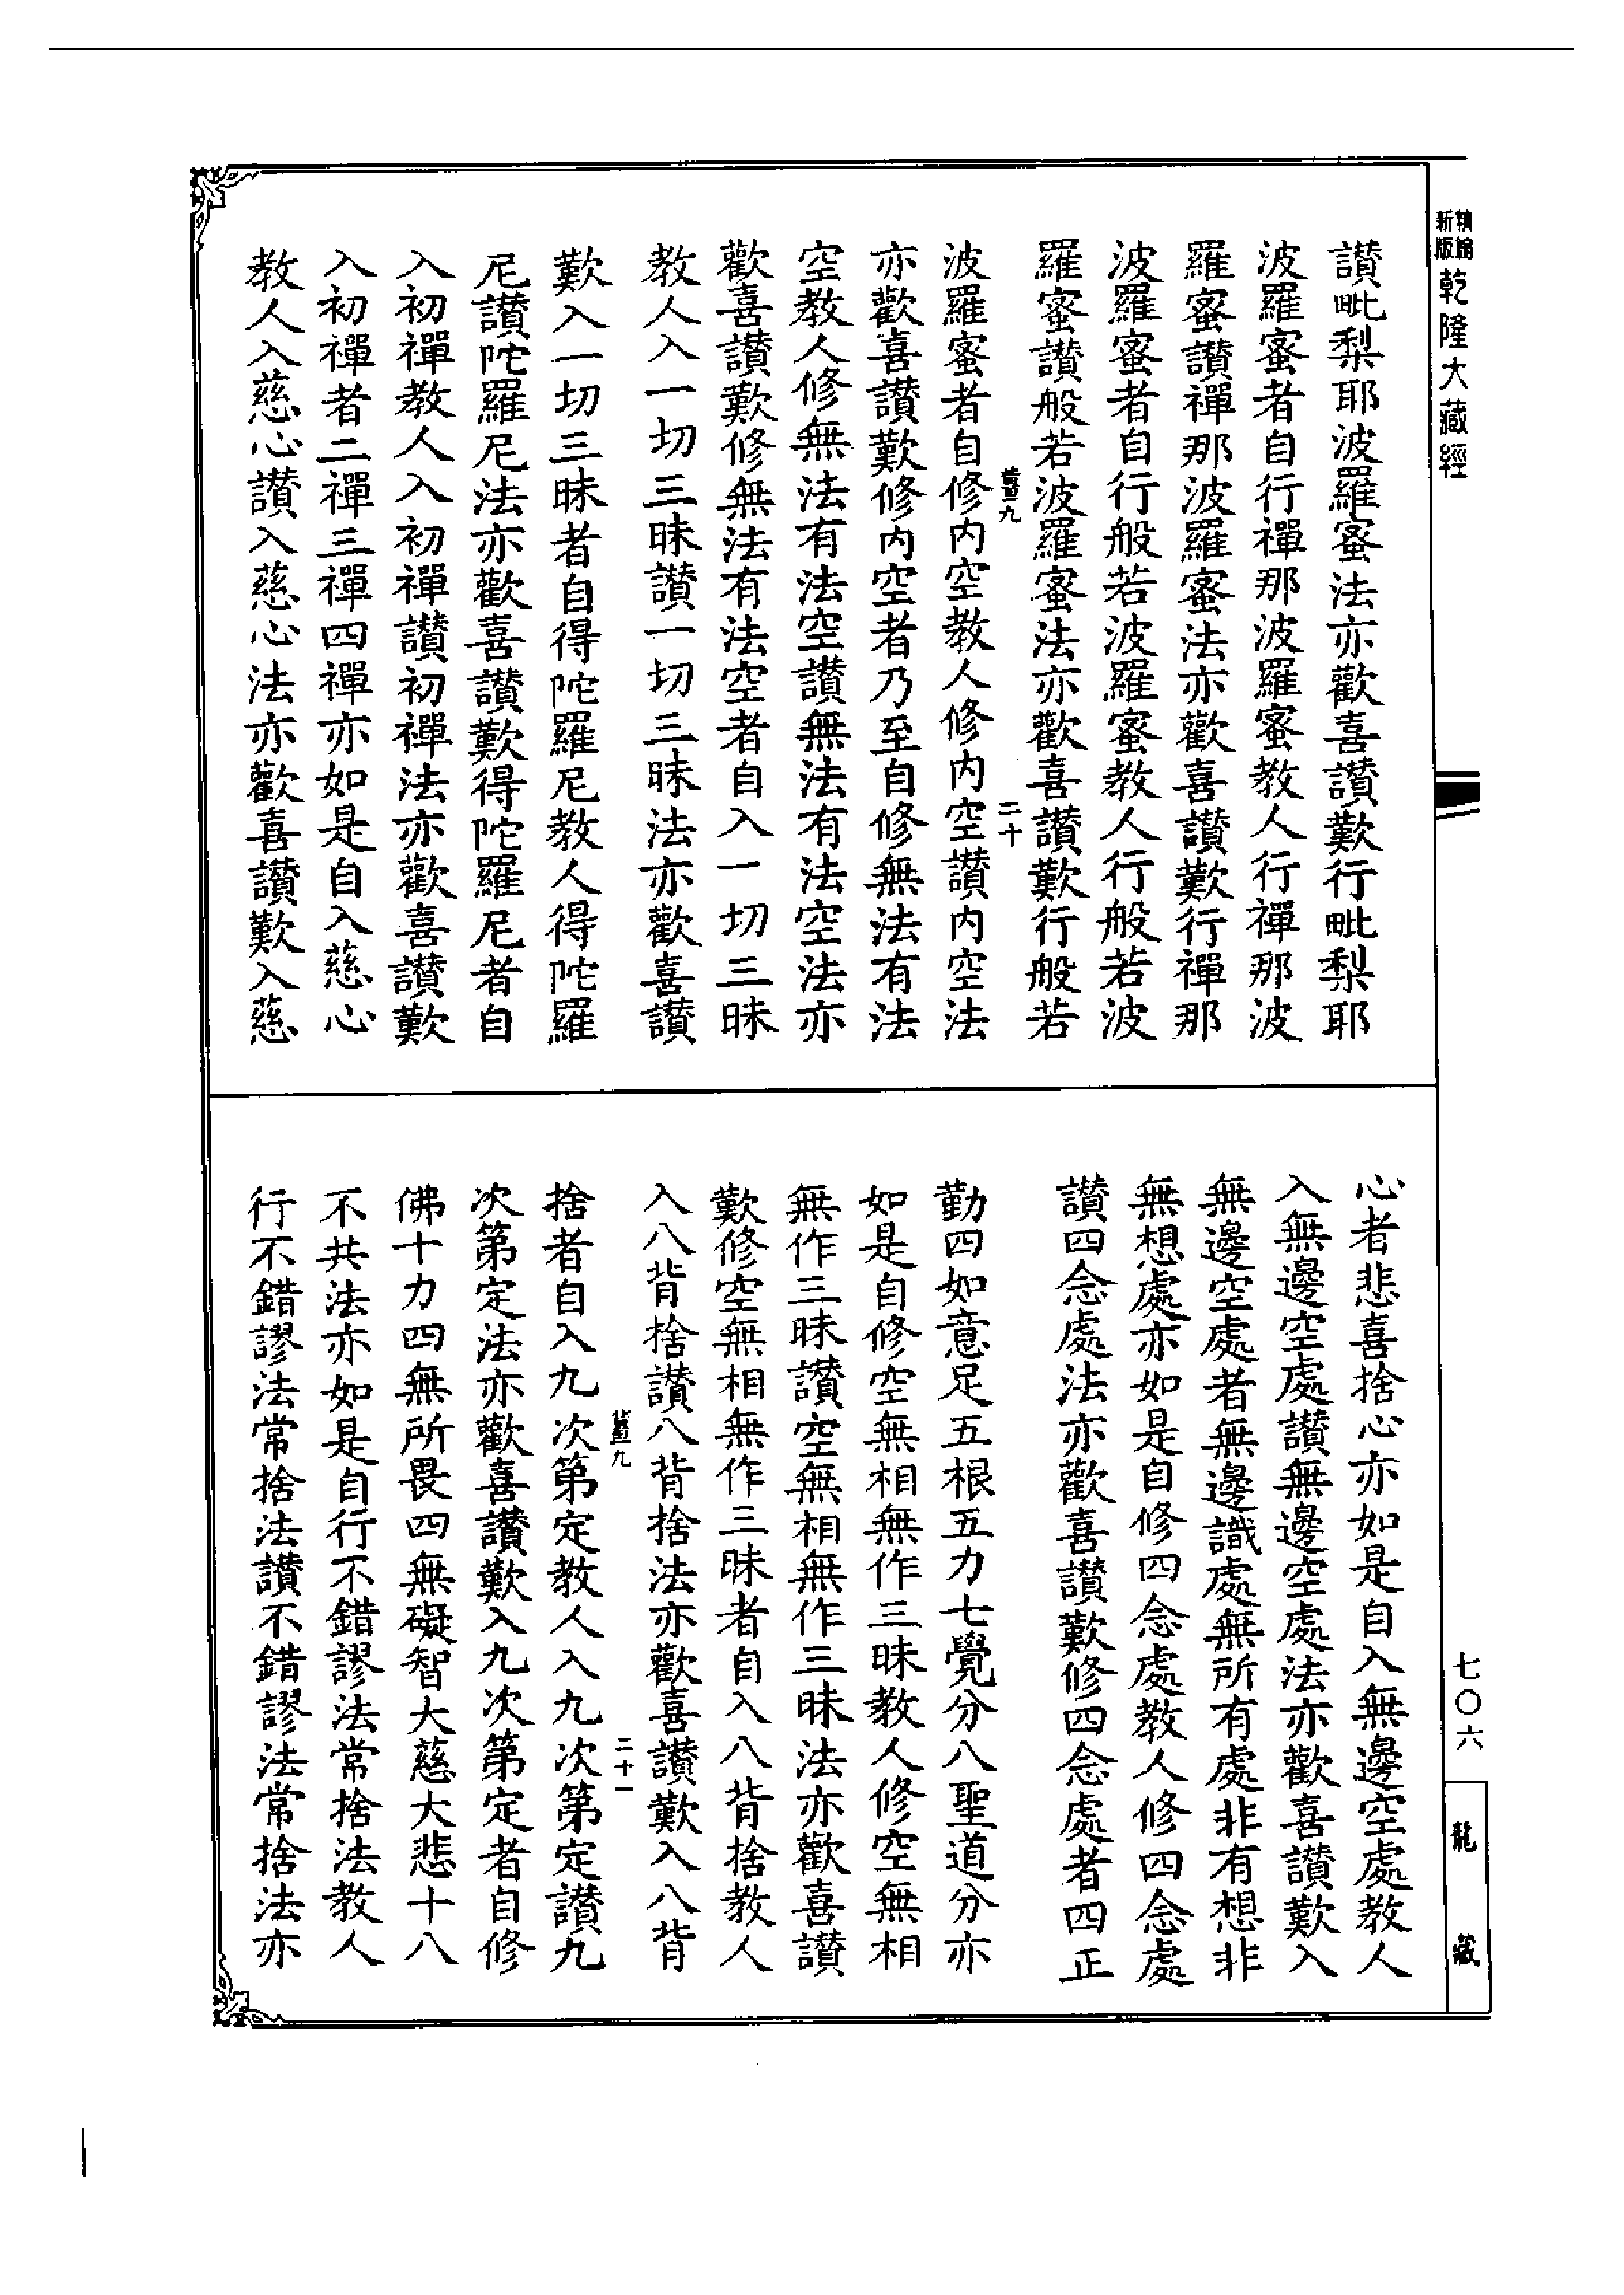 新編
新版
乾隆大藏經
讚毗梨耶波羅蜜法亦歡喜讚歎行毗梨耶
波羅蜜者自行禪那波羅蜜教人行禪那波
羅蜜讚禪那波羅蜜法亦歡喜讚歎行禪那
波羅蜜者自行般若波羅蜜教人行般若波
羅蜜讚般若波羅蜜法亦歡喜讚歎行般若
九 二十
波羅蜜者自修内空教人修内空讚内空法
亦歡喜讚歎修内空者乃至自修無法有法
空教人修無法有法空讚無法有法空法亦
歡喜讚歎修無法有法空者自入一切三昧
教人入一切三昧讚一切三昧法亦歡喜讚
歎入一切三昧者自得陀羅尼教人得陀羅
尼讚陀羅尼法亦歡喜讚歎得陀羅尼者自
入初禪教人入初禪讚初禪法亦歡喜讚歎
入初禪者二禪三禪四禪亦如是自入慈心
教人入慈心讚入慈心法亦歡喜讚歎入慈
心者悲喜捨心亦如是自入無邊空處教人
入無邊空處讚無邊空處法亦歡喜讚歎入
無邊空處者無邊識處無所有處非有想非
無想處亦如是自修四念處教人修四念處
讚四念處法亦歡喜讚歎修四念處者四正
勤四如意足五根五力七覺分八聖道分亦
如是自修空無相無作三昧教人修空無相
無作三昧讚空無相無作三昧法亦歡喜讚
歎修空無相無作三昧者自入八背捨教人
入八背捨讚八背捨法亦歡喜讚歎入八背
九 二十一
捨者自入九次第定教人入九次第定讚九
次第定法亦歡喜讚歎入九次第定者自修
佛十力四無所畏四無礙智大慈大悲十八
不共法亦如是自行不錯謬法常捨法教人
行不錯謬法常捨法讚不錯謬法常捨法亦
七〇六
龍藏